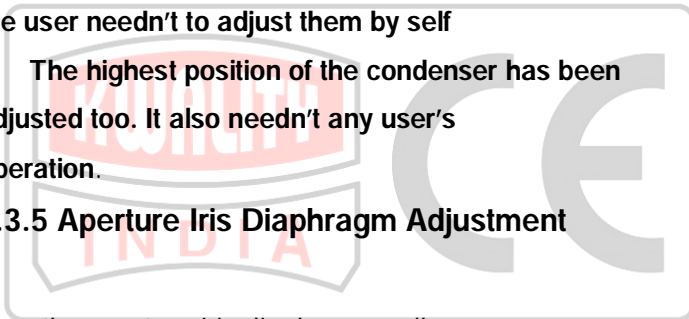 e user needn't to adjust them by self
The highest position of the condenser has been
djusted too. It also needn't any user's
peration.
.3.5 Aperture Iris Diaphragm Adjustment
KWALITY
INDIA
CE